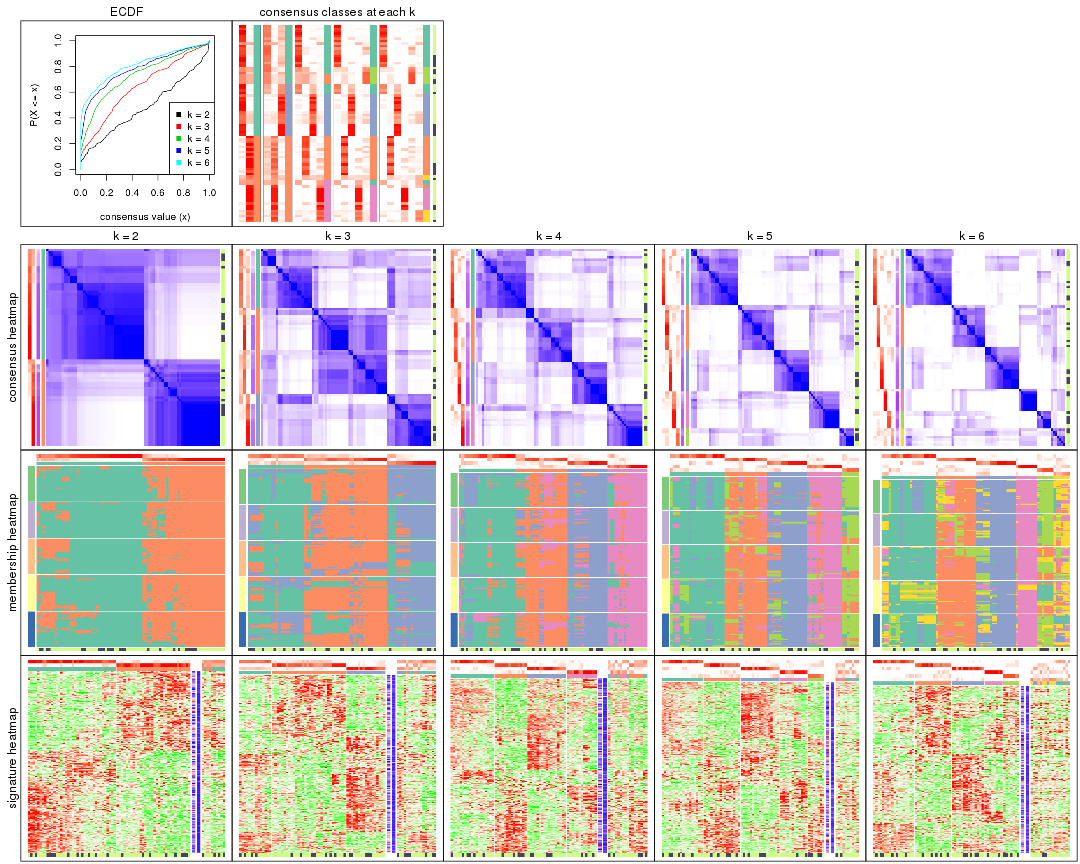 ECDF
consensus classes at each k
P(X <= x)
0.0 0.2 0.4 0.6 0.8 1.0
k = 2
k = 3
k = 4
k = 5
k = 6
0.0 0.2 0.4 0.6 0.8 1.0
consensus value (x)
k = 2 k = 3 k = 4 k = 5 k = 6
consensus heatmap
membership heatmap
signature heatmap